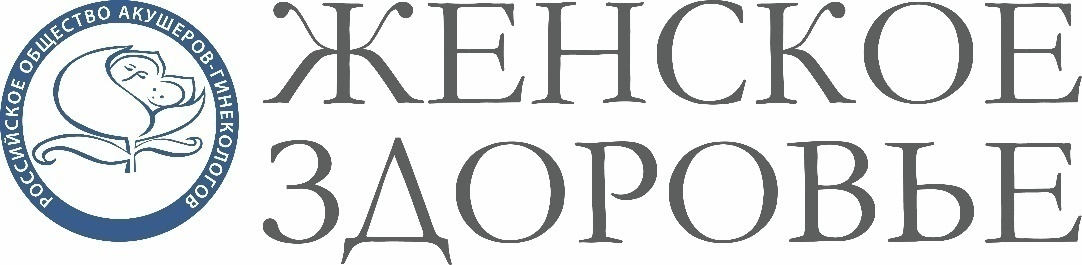 РОССИЙСКОЕ ОБЩЕСТВО АКУШЕРОВ-ГИНЕКОЛОГОВ
ЖЕНСКОЕ
ЗДОРОВЬЕ